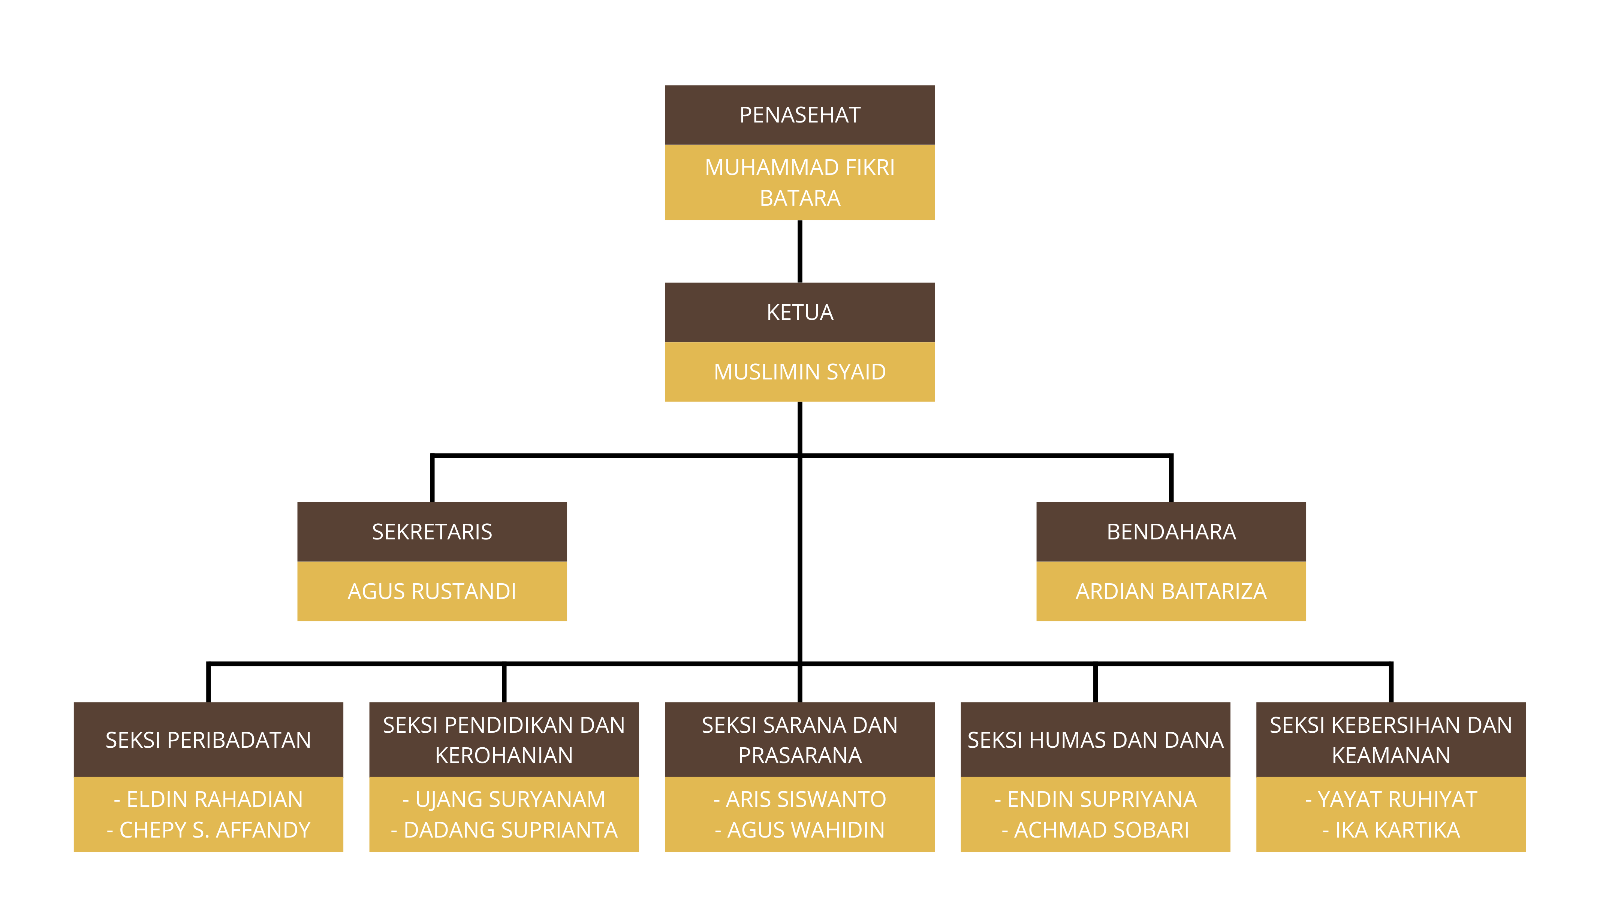 PENASEHAT
MUHAMMAD FIKRI
BATARA
KETUA
MUSLIMIN SYAID
SEKRETARIS
AGUS RUSTANDI
BENDAHARA
ARDIAN BAITARIZA
SEKSI PERIBADATAN
- ELDIN RAHADIAN
- CHEPY S. AFFANDY
SEKSI PENDIDIKAN DAN
KEROHANIAN
- UJANG SURYANAM
- DADANG SUPRIANTA
SEKSI SARANA DAN
PRASARANA
- ARIS SISWANTO
- AGUS WAHIDIN
SEKSI HUMAS DAN DANA
- ENDIN SUPRIYANA
- ACHMAD SOBARI
SEKSI KEBERSIHAN DAN
KEAMANAN
- YAYAT RUHIYAT
- IKA KARTIKA